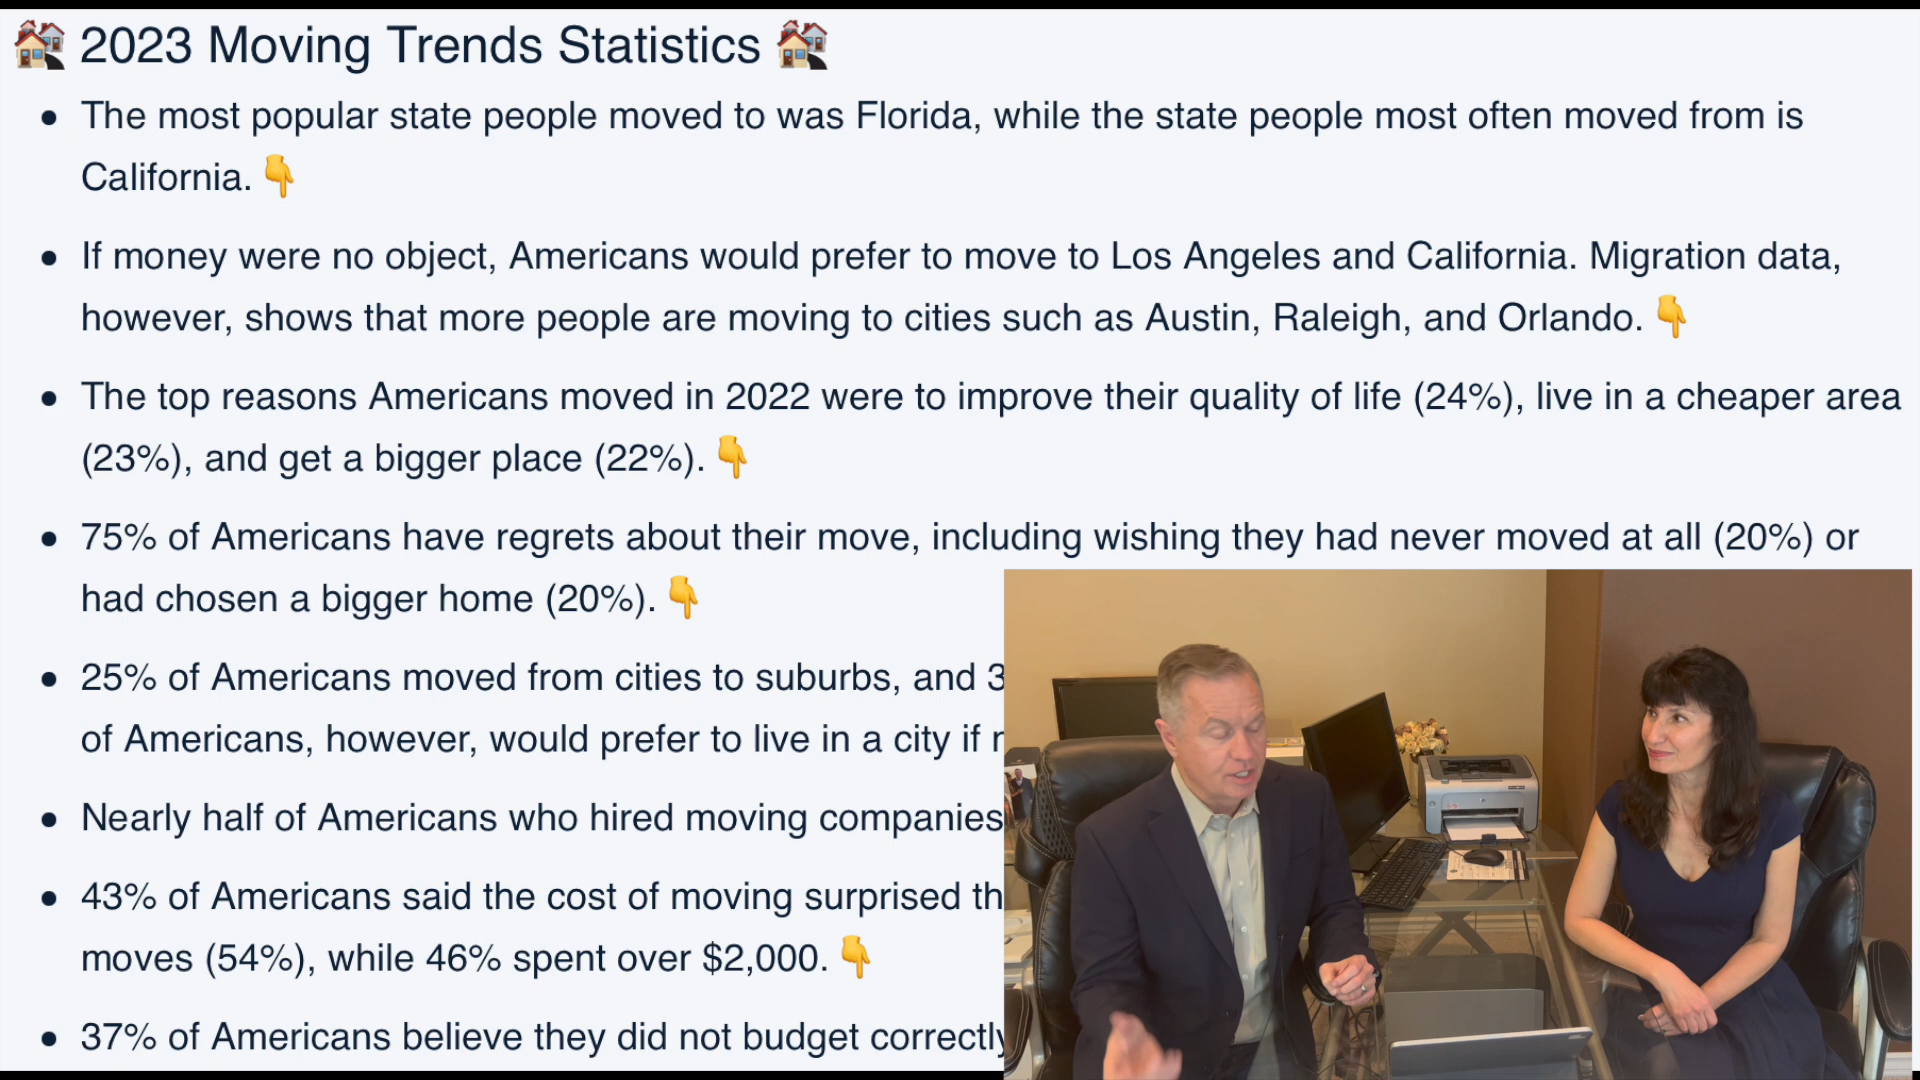 2023 Moving Trends Statistics
The most popular state people moved to was Florida, while the state people most often moved from is
California.
If money were no object, Americans would prefer to move to Los Angeles and California. Migration data,
however, shows that more people are moving to cities such as Austin, Raleigh, and Orlando.
The top reasons Americans moved in 2022 were to improve their quality of life (24%), live in a cheaper area
(23%), and get a bigger place (22%).
75% of Americans have regrets about their move, including wishing they had never moved at all (20%) or
had chosen a bigger home (20%).
25% of Americans moved from cities to suburbs, and
of Americans, however, would prefer to live in a city if
Nearly half of Americans who hired moving companies
43% of Americans said the cost of moving surprised
moves (54%), while 46% spent over $2,000.
37% of Americans believe they did not budget correctly